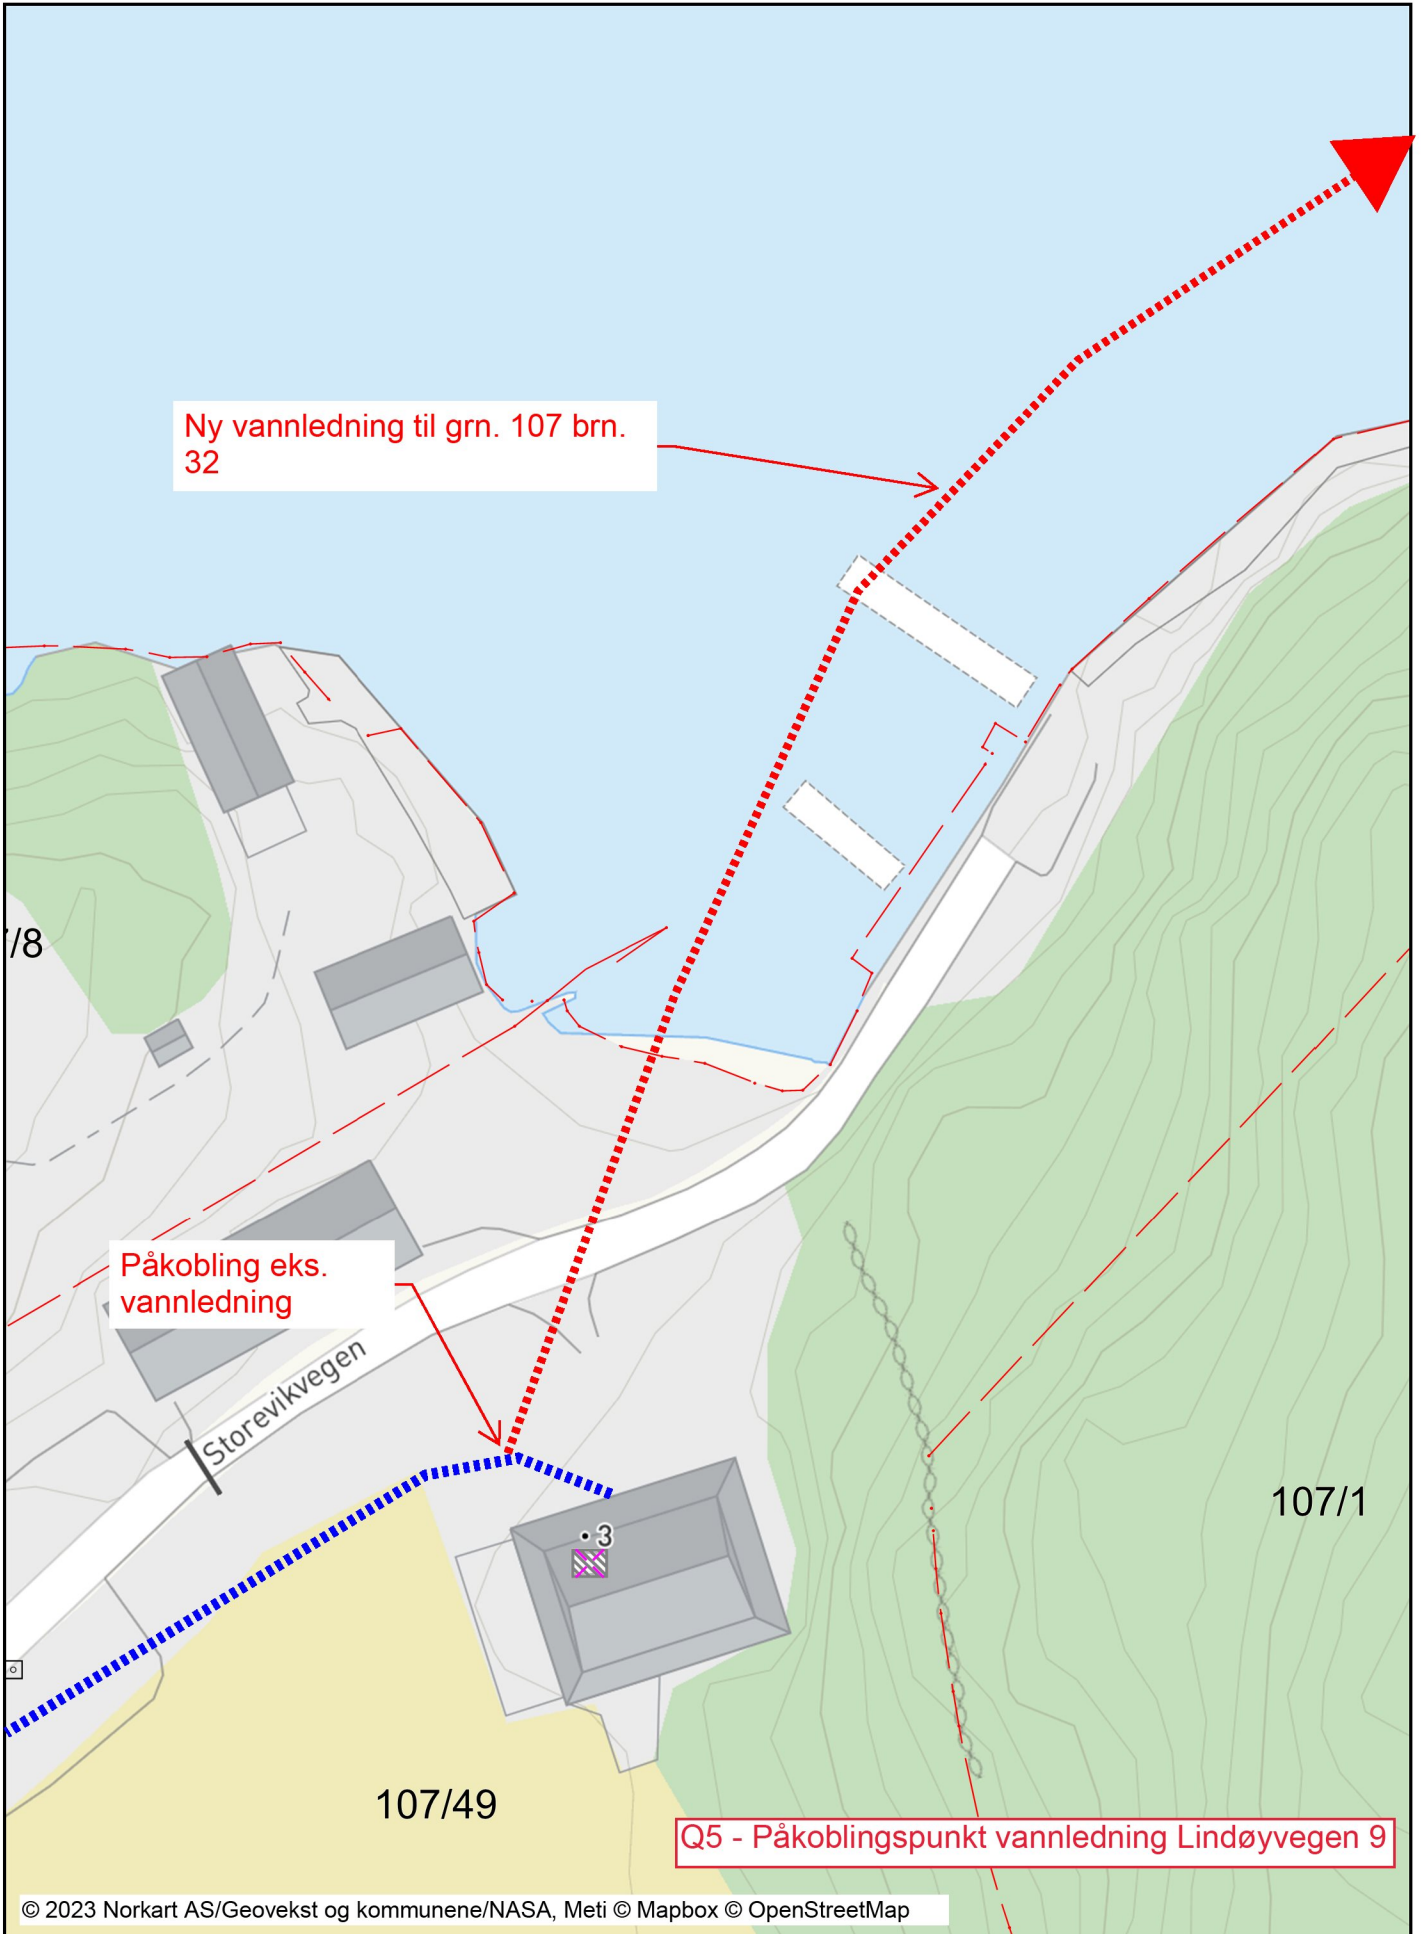 Ny vannledning til grn. 107 brn.
32
/8
Påkobling eks.
vannledning
Storevikvegen
3
107/1
107/49
Q5 - Påkoblingspunkt vannledning Lindøyvegen 9
© 2023 Norkart AS/Geovekst og kommunene/NASA, Meti © Mapbox © OpenStreetMap